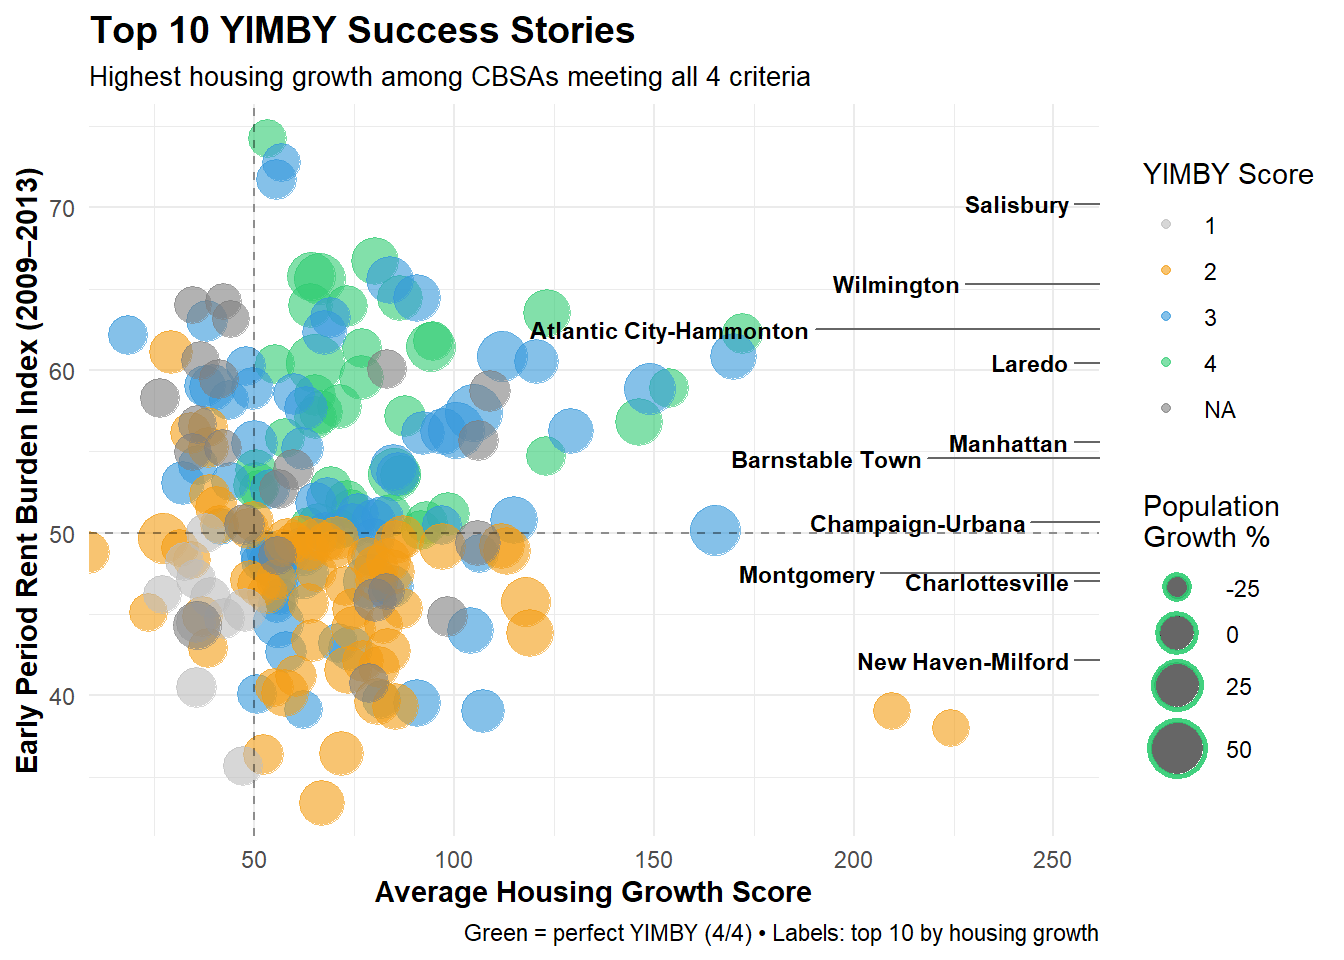 Top 10 YIMBY Success Stories
Highest housing growth among CBSAs meeting all 4 criteria
Early Period Rent Burden Index (2009–2013)
70
60
50
40
Salisbury
Wilmington
Atlantic City-Hammonton
Laredo
Manhattan
Barnstable Town
Champaign-Urbana
Montgomery
Charlottesville
New Haven-Milford
50
100
150
200
250
Average Housing Growth Score
Green = perfect YIMBY (4/4) • Labels: top 10 by housing growth
YIMBY Score
1
2
3
4
NA
Population
Growth %
-25
0
25
50